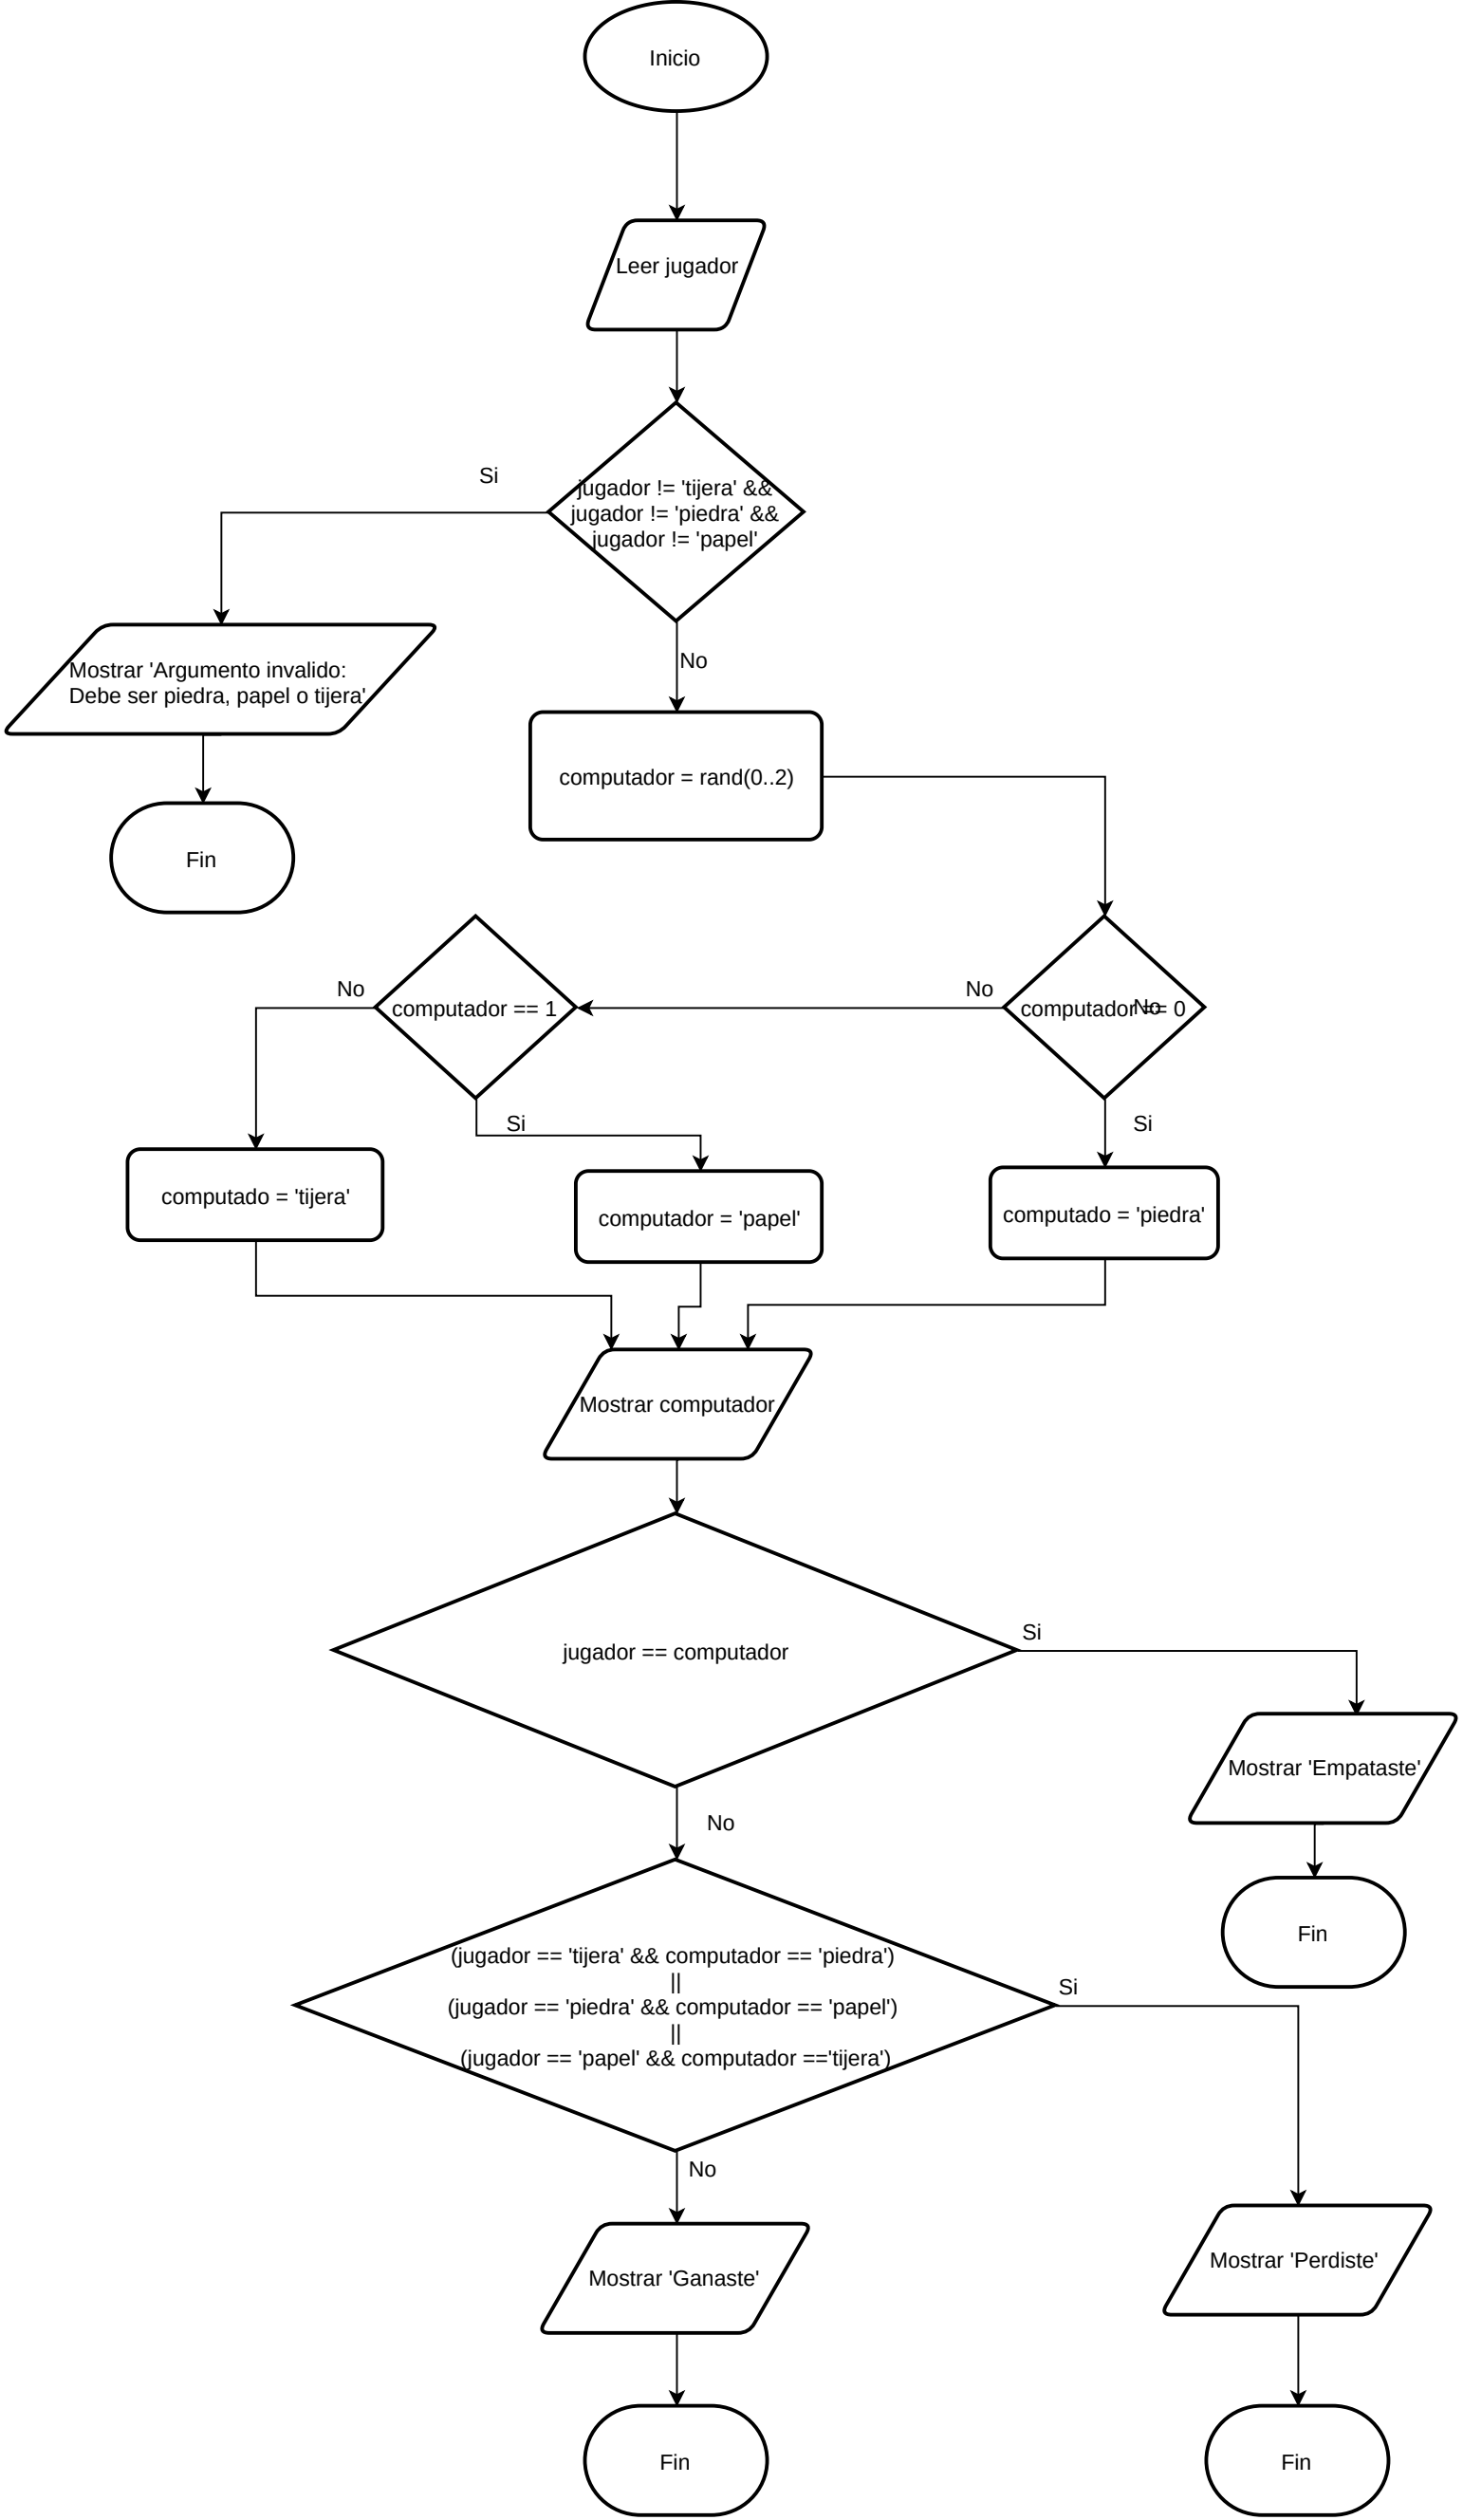 Inicio
Leer jugador
Si
jugador != 'tijera' &&
jugador != 'piedra' &&
jugador != 'papel'
No
Mostrar 'Argumento invalido:
Debe ser piedra, papel o tijera'
computador = rand(0..2)
Fin
No
computador == 1
No
computador == 0
No
Si
Si
computado = 'tijera'
computador = 'papel'
computado = 'piedra'
Mostrar computador
Si
jugador == computador
Mostrar 'Empataste'
No
Fin
(jugador == 'tijera' && computador == 'piedra')
||
(jugador == 'piedra' && computador == 'papel')
||
(jugador == 'papel' && computador =='tijera')
Si
No
Mostrar 'Perdiste'
Mostrar 'Ganaste'
Fin
Fin